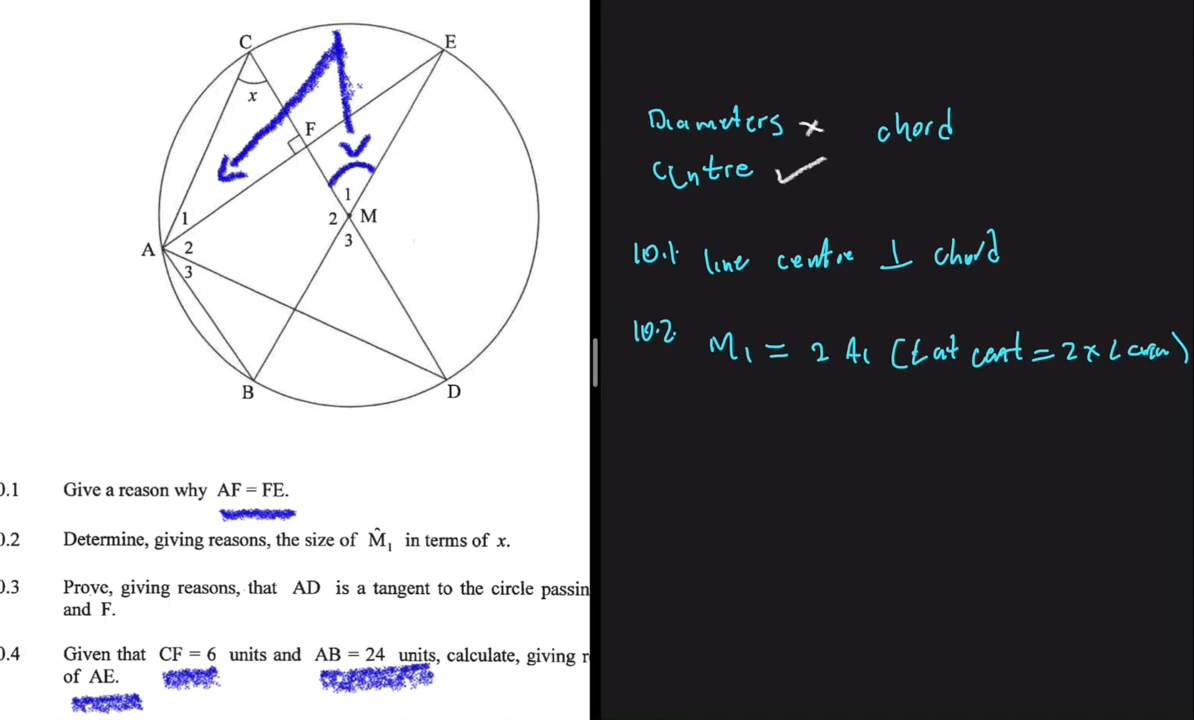 C
E
x
F
1
1
2
M
3
A
2
3
B
D
0.1 Give a reason why AF = FE.
0.2 Determine, giving reasons, the size of M̂₁ in terms of x.
0.3 Prove, giving reasons, that AD is a tangent to the circle passin
and F.
0.4 Given that CF = 6 units and AB = 24 units, calculate, giving r
of AE.
Diameters × chord
Centre ✓
10.1 line centre ⊥ chord
10.2 M₁ = 2 A₁ (∠ at cent = 2 × ∠ circum)